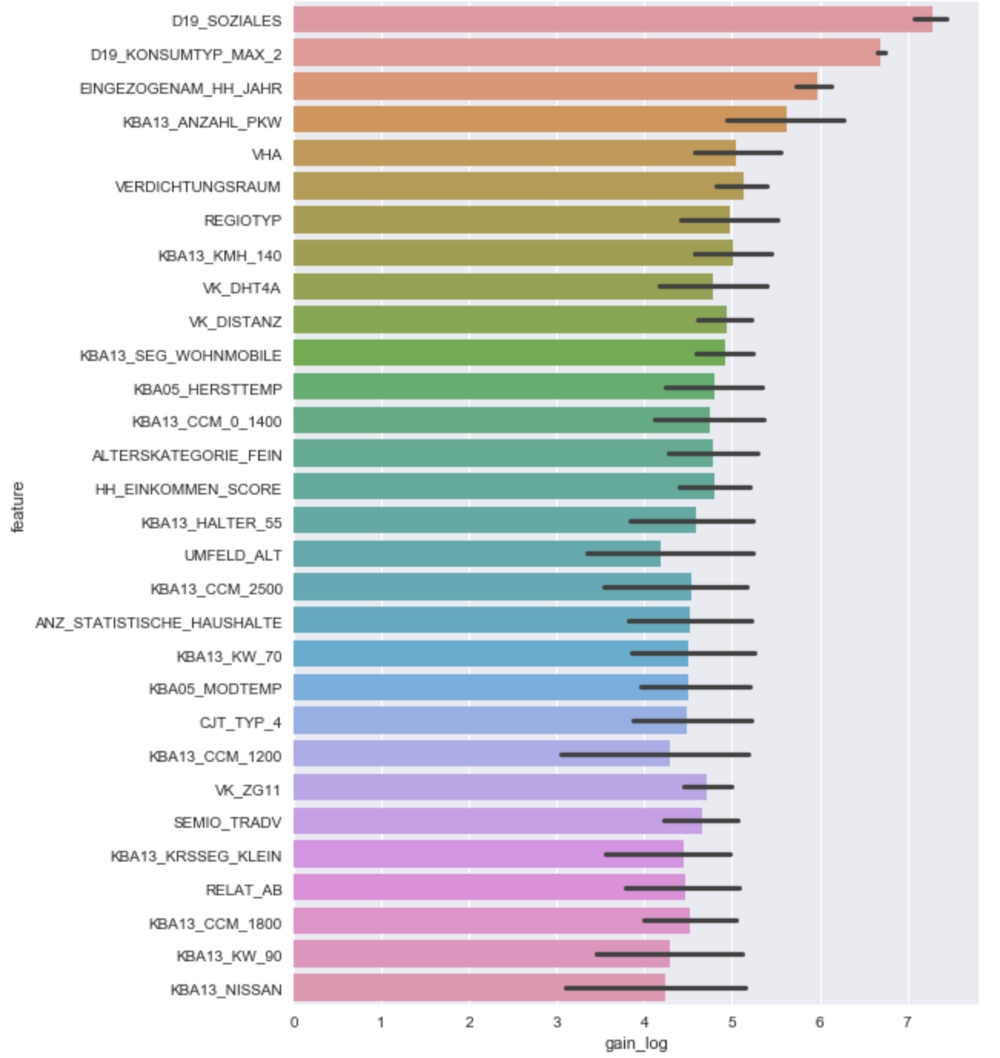 D19_SOZIALES
D19_KONSUMTYP_MAX_2
EINGEZOGENAM_HH_JAHR
KBA13_ANZAHL_PKW
VHA
VERDICHTUNGSRAUM
REGIOTYP
KBA13_KMH_140
VK_DHT4A
VK_DISTANZ
KBA13_SEG_WOHNMOBILE
KBA05_HERSTTEMP
KBA13_CCM_0_1400
ALTERSKATEGORIE_FEIN
HH_EINKOMMEN_SCORE
KBA13_HALTER_55
UMFELD_ALT
KBA13_CCM_2500
ANZ_STATISTISCHE_HAUSHALTE
KBA13_KW_70
KBA05_MODTEMP
CJT_TYP_4
KBA13_CCM_1200
VK_ZG11
SEMIO_TRADV
KBA13_KRSSEG_KLEIN
RELAT_AB
KBA13_CCM_1800
KBA13_KW_90
KBA13_NISSAN
feature
0 1 2 3 4 5 6 7
gain_log